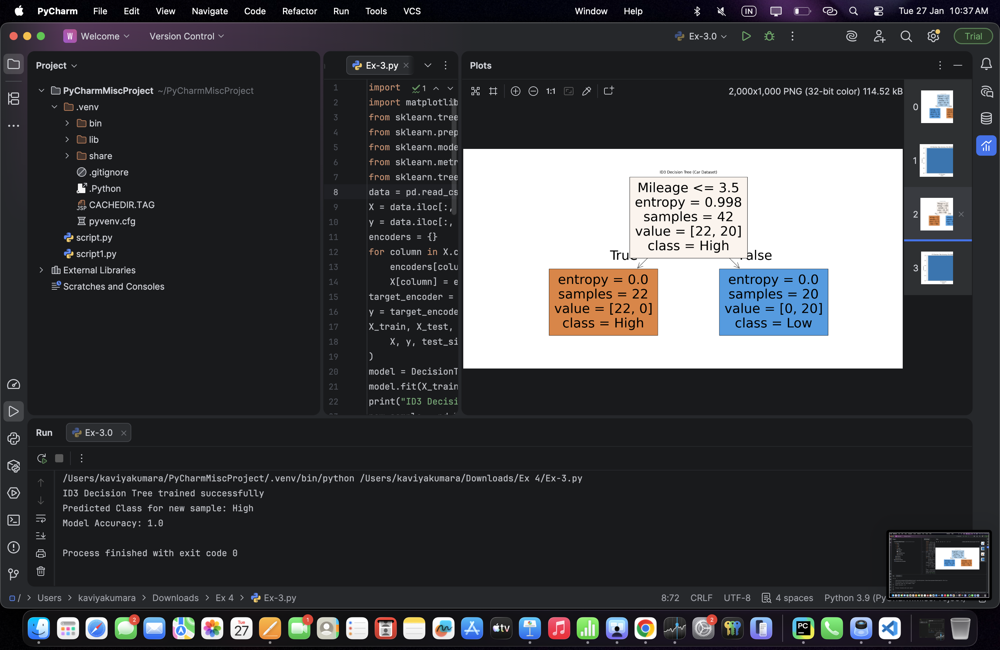 PyCharm File Edit View Navigate Code Refactor Run Tools VCS Window Help IN Tue 27 Jan 10:37 AM
W Welcome Version Control Ex-3.0 Trial
Project
PyCharmMiscProject ~/PyCharmMiscProject
.venv
bin
lib
share
.gitignore
.Python
JSP CACHEDIR.TAG
pyvenv.cfg
script.py
script1.py
External Libraries
Scratches and Consoles
Ex-3.py
1 import 1
2 import matplotlib
3 from sklearn.tree
4 from sklearn.prep
5 from sklearn.mode
6 from sklearn.metr
7 from sklearn.tree
8 data = pd.read_cs
9 X = data.iloc[:,
10 y = data.iloc[:,
11 encoders = {}
12 for column in X.c
13 encoders[colu
14 X[column] = e
15 target_encoder =
16 y = target_encode
17 X_train, X_test,
18 X, y, test_si
19 )
20 model = DecisionT
21 model.fit(X_train
22 print("ID3 Decisi
Plots
1:1 2,000x1,000 PNG (32-bit color) 114.52 kB
ID3 Decision Tree (Car Dataset)
Mileage <= 3.5
entropy = 0.998
samples = 42
value = [22, 20]
class = High
True alse
entropy = 0.0
samples = 22
value = [22, 0]
class = High
entropy = 0.0
samples = 20
value = [0, 20]
class = Low
0
1
2
3
Run Ex-3.0
/Users/kaviyakumara/PyCharmMiscProject/.venv/bin/python /Users/kaviyakumara/Downloads/Ex 4/Ex-3.py
ID3 Decision Tree trained successfully
Predicted Class for new sample: High
Model Accuracy: 1.0
Process finished with exit code 0
/ > Users > kaviyakumara > Downloads > Ex 4 > Ex-3.py 8:72 CRLF UTF-8 4 spaces Python 3.9
2 Tue 27 1 tv 2 PC